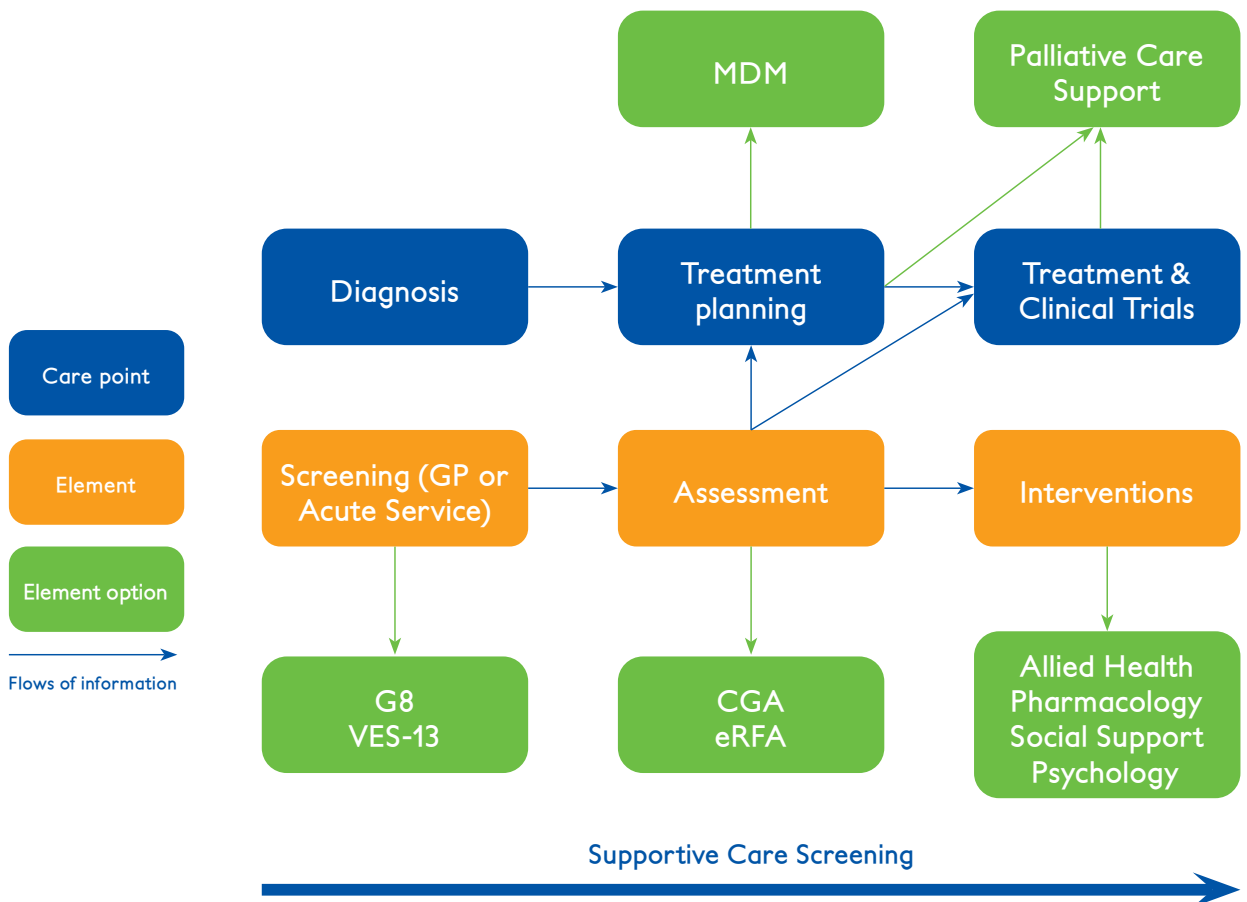 MDM
Palliative Care
Support
Diagnosis
Treatment
planning
Treatment &
Clinical Trials
Care point
Element
Element option
Flows of information
Screening (GP or
Acute Service)
Assessment
Interventions
G8
VES-13
CGA
eRFA
Allied Health
Pharmacology
Social Support
Psychology
Supportive Care Screening